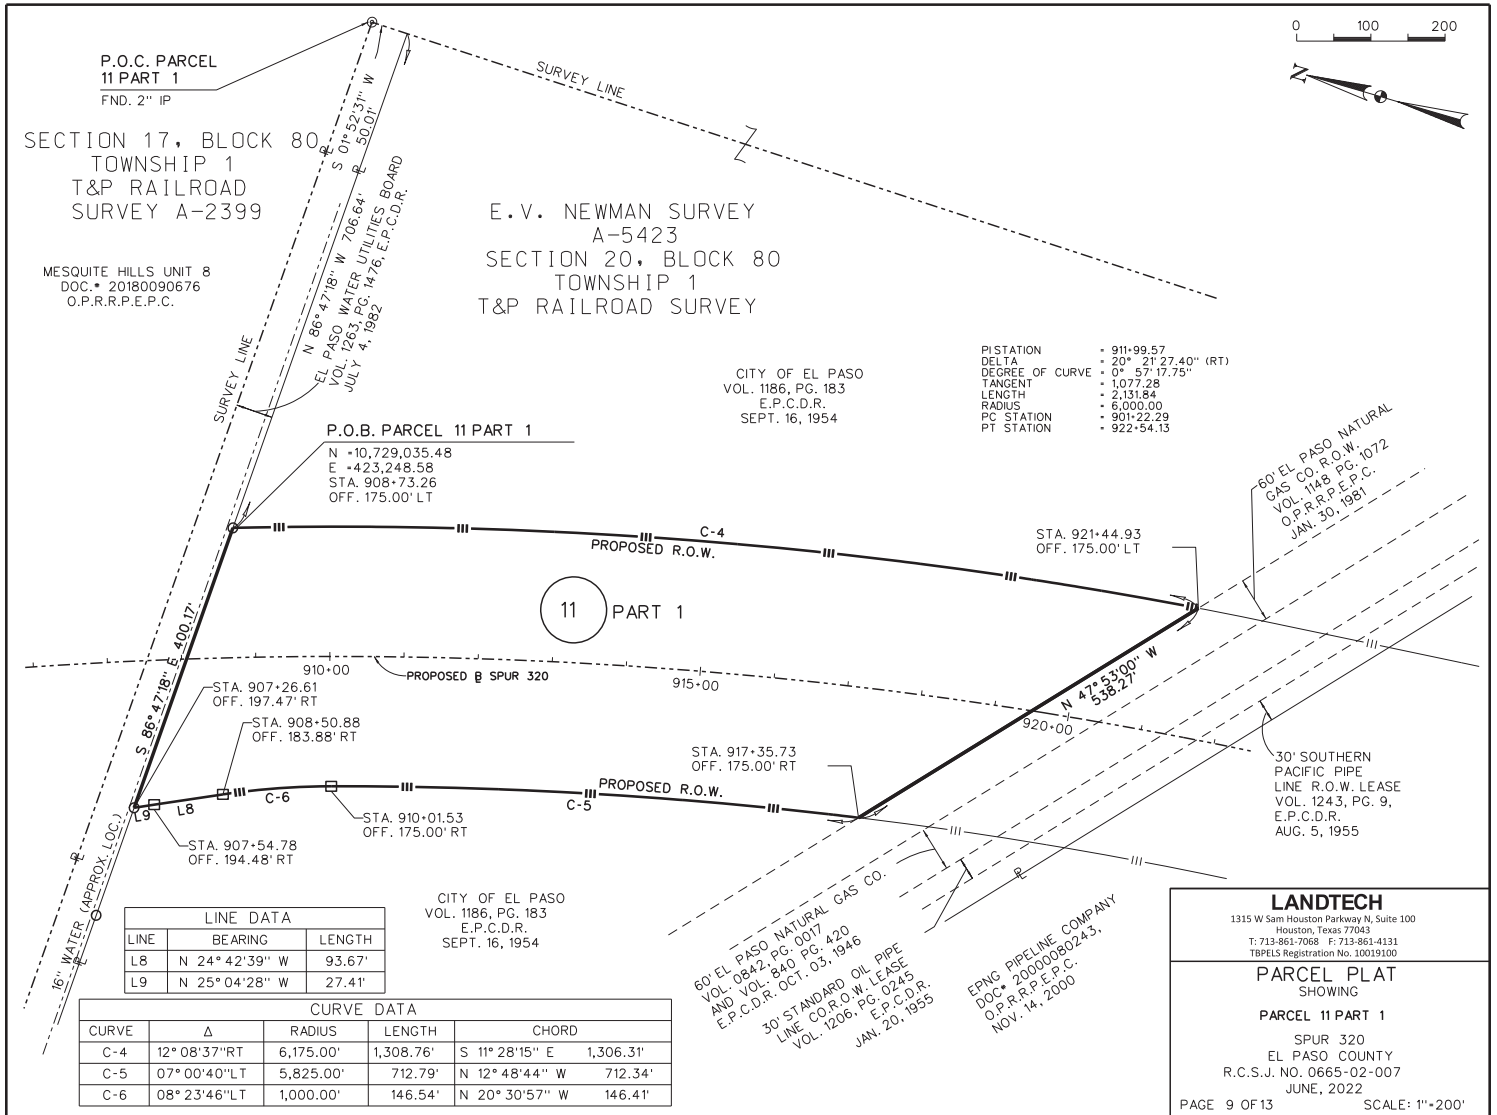 P.O.C. PARCEL
11 PART 1
FND. 2" IP
0 100 200
N
SURVEY LINE
SECTION 17, BLOCK 80
TOWNSHIP 1
T&P RAILROAD
SURVEY A-2399
MESQUITE HILLS UNIT 8
DOC.* 20180090676
O.P.R.R.P.E.P.C.
S 01°52'31" W
50.01'
N 86°47'18" W 706.64'
EL PASO WATER UTILITIES BOARD
VOL. 1263, PG. 1476, E.P.C.D.R.
JULY 4, 1982
SURVEY LINE
E.V. NEWMAN SURVEY
A-5423
SECTION 20, BLOCK 80
TOWNSHIP 1
T&P RAILROAD SURVEY
CITY OF EL PASO
VOL. 1186, PG. 183
E.P.C.D.R.
SEPT. 16, 1954
PI STATION = 911+99.57
DELTA = 20° 21' 27.40" (RT)
DEGREE OF CURVE = 0° 57' 17.75"
TANGENT = 1,077.28
LENGTH = 2,131.84
RADIUS = 6,000.00
PC STATION = 901+22.29
PT STATION = 922+54.13
P.O.B. PARCEL 11 PART 1
N =10,729,035.48
E =423,248.58
STA. 908+73.26
OFF. 175.00' LT
60' EL PASO NATURAL
GAS CO. R.O.W.
VOL. 1148 PG. 1072
O.P.R.R.P.E.P.C.
JAN. 30, 1981
C-4
PROPOSED R.O.W.
STA. 921+44.93
OFF. 175.00' LT
11 PART 1
S 86°47'18" E 400.17'
910+00
PROPOSED B SPUR 320
915+00
920+00
N 47°53'00" W
538.27'
STA. 907+26.61
OFF. 197.47' RT
STA. 908+50.88
OFF. 183.88' RT
STA. 917+35.73
OFF. 175.00' RT
PROPOSED R.O.W.
C-5
C-6
L8
L9
STA. 910+01.53
OFF. 175.00' RT
STA. 907+54.78
OFF. 194.48' RT
30' SOUTHERN
PACIFIC PIPE
LINE R.O.W. LEASE
VOL. 1243, PG. 9,
E.P.C.D.R.
AUG. 5, 1955
16" WATER (APPROX. LOC.)
CITY OF EL PASO
VOL. 1186, PG. 183
E.P.C.D.R.
SEPT. 16, 1954
60' EL PASO NATURAL GAS CO.
VOL. 0842, PG. 0017
AND VOL. 840 PG. 420
E.P.C.D.R. OCT. 03, 1946
30' STANDARD OIL PIPE
LINE CO.R.O.W. LEASE
VOL. 1206, PG. 0245
E.P.C.D.R.
JAN. 20, 1955
EPNG PIPELINE COMPANY
DOC* 20000080243,
O.P.R.R.P.E.P.C.
NOV. 14, 2000
LINE DATA
LINE BEARING LENGTH
L8 N 24°42'39" W 93.67'
L9 N 25°04'28" W 27.41'
CURVE DATA
CURVE Δ RADIUS LENGTH CHORD
C-4 12°08'37"RT 6,175.00' 1,308.76' S 11°28'15" E 1,306.31'
C-5 07°00'40"LT 5,825.00' 712.79' N 12°48'44" W 712.34'
C-6 08°23'46"LT 1,000.00' 146.54' N 20°30'57" W 146.41'
LANDTECH
1315 W Sam Houston Parkway N, Suite 100
Houston, Texas 77043
T: 713-861-7068 F: 713-861-4131
TBPELS Registration No. 10019100
PARCEL PLAT
SHOWING
PARCEL 11 PART 1
SPUR 320
EL PASO COUNTY
R.C.S.J. NO. 0665-02-007
JUNE, 2022
PAGE 9 OF 13 SCALE: 1"=200'